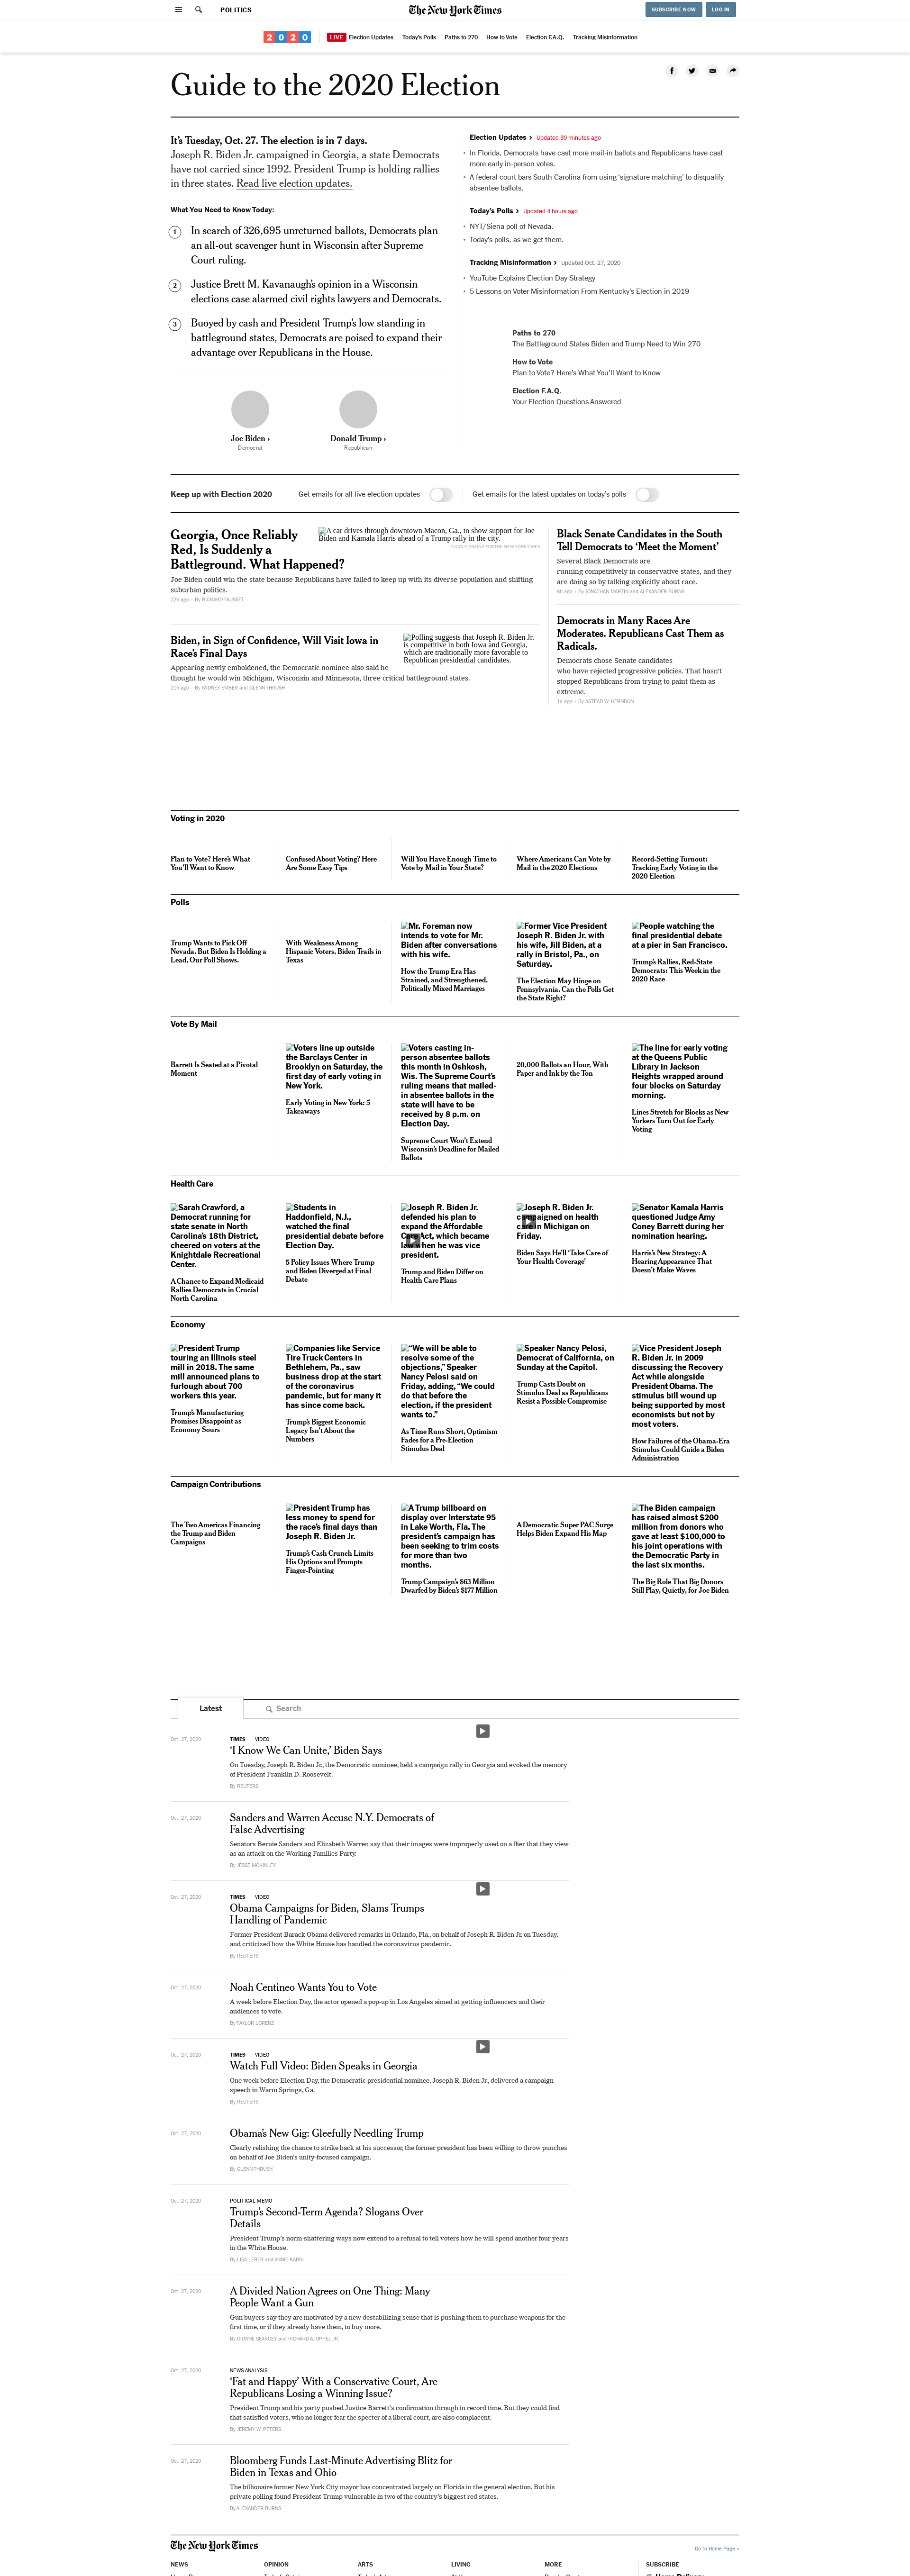 POLITICS
The New York Times
SUBSCRIBE NOW
LOG IN
2020
LIVE Election Updates
Today's Polls
Paths to 270
How to Vote
Election F.A.Q.
Tracking Misinformation
Guide to the 2020 Election
It's Tuesday, Oct. 27. The election is in 7 days.
Joseph R. Biden Jr. campaigned in Georgia, a state Democrats
have not carried since 1992. President Trump is holding rallies
in three states. Read live election updates.
What You Need to Know Today:
1 In search of 326,695 unreturned ballots, Democrats plan
an all-out scavenger hunt in Wisconsin after Supreme
Court ruling.
2 Justice Brett M. Kavanaugh's opinion in a Wisconsin
elections case alarmed civil rights lawyers and Democrats.
3 Buoyed by cash and President Trump's low standing in
battleground states, Democrats are poised to expand their
advantage over Republicans in the House.
Joe Biden ›
Democrat
Donald Trump ›
Republican
Election Updates › Updated 39 minutes ago
• In Florida, Democrats have cast more mail-in ballots and Republicans have cast
more early in-person votes.
• A federal court bars South Carolina from using 'signature matching' to disqualify
absentee ballots.
Today's Polls › Updated 4 hours ago
• NYT/Siena poll of Nevada.
• Today's polls, as we get them.
Tracking Misinformation › Updated Oct. 27, 2020
• YouTube Explains Election Day Strategy
• 5 Lessons on Voter Misinformation From Kentucky's Election in 2019
Paths to 270
The Battleground States Biden and Trump Need to Win 270
How to Vote
Plan to Vote? Here's What You'll Want to Know
Election F.A.Q.
Your Election Questions Answered
Keep up with Election 2020
Get emails for all live election updates
Get emails for the latest updates on today's polls
Georgia, Once Reliably
Red, Is Suddenly a
Battleground. What Happened?
A car drives through downtown Macon, Ga., to show support for Joe
Biden and Kamala Harris ahead of a Trump rally in the city.
NICOLE CRAINE FOR THE NEW YORK TIMES
Joe Biden could win the state because Republicans have failed to keep up with its diverse population and shifting
suburban politics.
22h ago - By RICHARD FAUSSET
Biden, in Sign of Confidence, Will Visit Iowa in
Race's Final Days
Polling suggests that Joseph R. Biden Jr.
is competitive in both Iowa and Georgia,
which are traditionally more favorable to
Republican presidential candidates.
Appearing newly emboldened, the Democratic nominee also said he
thought he would win Michigan, Wisconsin and Minnesota, three critical battleground states.
21h ago - By SYDNEY EMBER and GLENN THRUSH
Black Senate Candidates in the South
Tell Democrats to 'Meet the Moment'
Several Black Democrats are
running competitively in conservative states, and they
are doing so by talking explicitly about race.
6h ago - By JONATHAN MARTIN and ALEXANDER BURNS
Democrats in Many Races Are
Moderates. Republicans Cast Them as
Radicals.
Democrats chose Senate candidates
who have rejected progressive policies. That hasn't
stopped Republicans from trying to paint them as
extreme.
1d ago - By ASTEAD W. HERNDON
Voting in 2020
Plan to Vote? Here's What
You'll Want to Know
Confused About Voting? Here
Are Some Easy Tips
Will You Have Enough Time to
Vote by Mail in Your State?
Where Americans Can Vote by
Mail in the 2020 Elections
Record-Setting Turnout:
Tracking Early Voting in the
2020 Election
Polls
Trump Wants to Pick Off
Nevada. But Biden Is Holding a
Lead, Our Poll Shows.
With Weakness Among
Hispanic Voters, Biden Trails in
Texas
Mr. Foreman now
intends to vote for Mr.
Biden after conversations
with his wife.
How the Trump Era Has
Strained, and Strengthened,
Politically Mixed Marriages
Former Vice President
Joseph R. Biden Jr. with
his wife, Jill Biden, at a
rally in Bristol, Pa., on
Saturday.
The Election May Hinge on
Pennsylvania. Can the Polls Get
the State Right?
People watching the
final presidential debate
at a pier in San Francisco.
Trump's Rallies, Red-State
Democrats: This Week in the
2020 Race
Vote By Mail
Barrett Is Seated at a Pivotal
Moment
Voters line up outside
the Barclays Center in
Brooklyn on Saturday, the
first day of early voting in
New York.
Early Voting in New York: 5
Takeaways
Voters casting in-
person absentee ballots
this month in Oshkosh,
Wis. The Supreme Court's
ruling means that mailed-
in absentee ballots in the
state will have to be
received by 8 p.m. on
Election Day.
Supreme Court Won't Extend
Wisconsin's Deadline for Mailed
Ballots
20,000 Ballots an Hour, With
Paper and Ink by the Ton
The line for early voting
at the Queens Public
Library in Jackson
Heights wrapped around
four blocks on Saturday
morning.
Lines Stretch for Blocks as New
Yorkers Turn Out for Early
Voting
Health Care
Sarah Crawford, a
Democrat running for
state senate in North
Carolina's 18th District,
cheered on voters at the
Knightdale Recreational
Center.
A Chance to Expand Medicaid
Rallies Democrats in Crucial
North Carolina
Students in
Haddonfield, N.J.,
watched the final
presidential debate before
Election Day.
5 Policy Issues Where Trump
and Biden Diverged at Final
Debate
Joseph R. Biden Jr.
defended his plan to
expand the Affordable
Care Act, which became
law when he was vice
president.
Trump and Biden Differ on
Health Care Plans
Joseph R. Biden Jr.
campaigned on health
care in Michigan on
Friday.
Biden Says He'll 'Take Care of
Your Health Coverage'
Senator Kamala Harris
questioned Judge Amy
Coney Barrett during her
nomination hearing.
Harris's New Strategy: A
Hearing Appearance That
Doesn't Make Waves
Economy
President Trump
touring an Illinois steel
mill in 2018. The same
mill announced plans to
furlough about 700
workers this year.
Trump's Manufacturing
Promises Disappoint as
Economy Sours
Companies like Service
Tire Truck Centers in
Bethlehem, Pa., saw
business drop at the start
of the coronavirus
pandemic, but for many it
has since come back.
Trump's Biggest Economic
Legacy Isn't About the
Numbers
"We will be able to
resolve some of the
objections," Speaker
Nancy Pelosi said on
Friday, adding, "We could
do that before the
election, if the president
wants to."
As Time Runs Short, Optimism
Fades for a Pre-Election
Stimulus Deal
Speaker Nancy Pelosi,
Democrat of California, on
Sunday at the Capitol.
Trump Casts Doubt on
Stimulus Deal as Republicans
Resist a Possible Compromise
Vice President Joseph
R. Biden Jr. in 2009
discussing the Recovery
Act while alongside
President Obama. The
stimulus bill wound up
being supported by most
economists but not by
most voters.
How Failures of the Obama-Era
Stimulus Could Guide a Biden
Administration
Campaign Contributions
The Two Americas Financing
the Trump and Biden
Campaigns
President Trump has
less money to spend for
the race's final days than
Joseph R. Biden Jr.
Trump's Cash Crunch Limits
His Options and Prompts
Finger-Pointing
A Trump billboard on
display over Interstate 95
in Lake Worth, Fla. The
president's campaign has
been seeking to trim costs
for more than two
months.
Trump Campaign's $63 Million
Dwarfed by Biden's $177 Million
A Democratic Super PAC Surge
Helps Biden Expand His Map
The Biden campaign
has raised almost $200
million from donors who
gave at least $100,000 to
his joint operations with
the Democratic Party in
the last six months.
The Big Role That Big Donors
Still Play, Quietly, for Joe Biden
Latest
Search
Oct. 27, 2020
TIMES | VIDEO
'I Know We Can Unite,' Biden Says
On Tuesday, Joseph R. Biden Jr., the Democratic nominee, held a campaign rally in Georgia and evoked the memory
of President Franklin D. Roosevelt.
By REUTERS
Oct. 27, 2020
Sanders and Warren Accuse N.Y. Democrats of
False Advertising
Senators Bernie Sanders and Elizabeth Warren say that their images were improperly used on a flier that they view
as an attack on the Working Families Party.
By JESSE MCKINLEY
Oct. 27, 2020
TIMES | VIDEO
Obama Campaigns for Biden, Slams Trumps
Handling of Pandemic
Former President Barack Obama delivered remarks in Orlando, Fla., on behalf of Joseph R. Biden Jr. on Tuesday,
and criticized how the White House has handled the coronavirus pandemic.
By REUTERS
Oct. 27, 2020
Noah Centineo Wants You to Vote
A week before Election Day, the actor opened a pop-up in Los Angeles aimed at getting influencers and their
audiences to vote.
By TAYLOR LORENZ
Oct. 27, 2020
TIMES | VIDEO
Watch Full Video: Biden Speaks in Georgia
One week before Election Day, the Democratic presidential nominee, Joseph R. Biden Jr., delivered a campaign
speech in Warm Springs, Ga.
By REUTERS
Oct. 27, 2020
Obama's New Gig: Gleefully Needling Trump
Clearly relishing the chance to strike back at his successor, the former president has been willing to throw punches
on behalf of Joe Biden's unity-focused campaign.
By GLENN THRUSH
Oct. 27, 2020
POLITICAL MEMO
Trump's Second-Term Agenda? Slogans Over
Details
President Trump's norm-shattering ways now extend to a refusal to tell voters how he will spend another four years
in the White House.
By LISA LERER and ANNIE KARNI
Oct. 27, 2020
A Divided Nation Agrees on One Thing: Many
People Want a Gun
Gun buyers say they are motivated by a new destabilizing sense that is pushing them to purchase weapons for the
first time, or if they already have them, to buy more.
By DIONNE SEARCEY and RICHARD A. OPPEL JR.
Oct. 27, 2020
NEWS ANALYSIS
'Fat and Happy' With a Conservative Court, Are
Republicans Losing a Winning Issue?
President Trump and his party pushed Justice Barrett's confirmation through in record time. But they could find
that satisfied voters, who no longer fear the specter of a liberal court, are also complacent.
By JEREMY W. PETERS
Oct. 27, 2020
Bloomberg Funds Last-Minute Advertising Blitz for
Biden in Texas and Ohio
The billionaire former New York City mayor has concentrated largely on Florida in the general election. But his
private polling found President Trump vulnerable in two of the country's biggest red states.
By ALEXANDER BURNS
The New York Times
Go to Home Page »
NEWS
OPINION
ARTS
LIVING
MORE
SUBSCRIBE